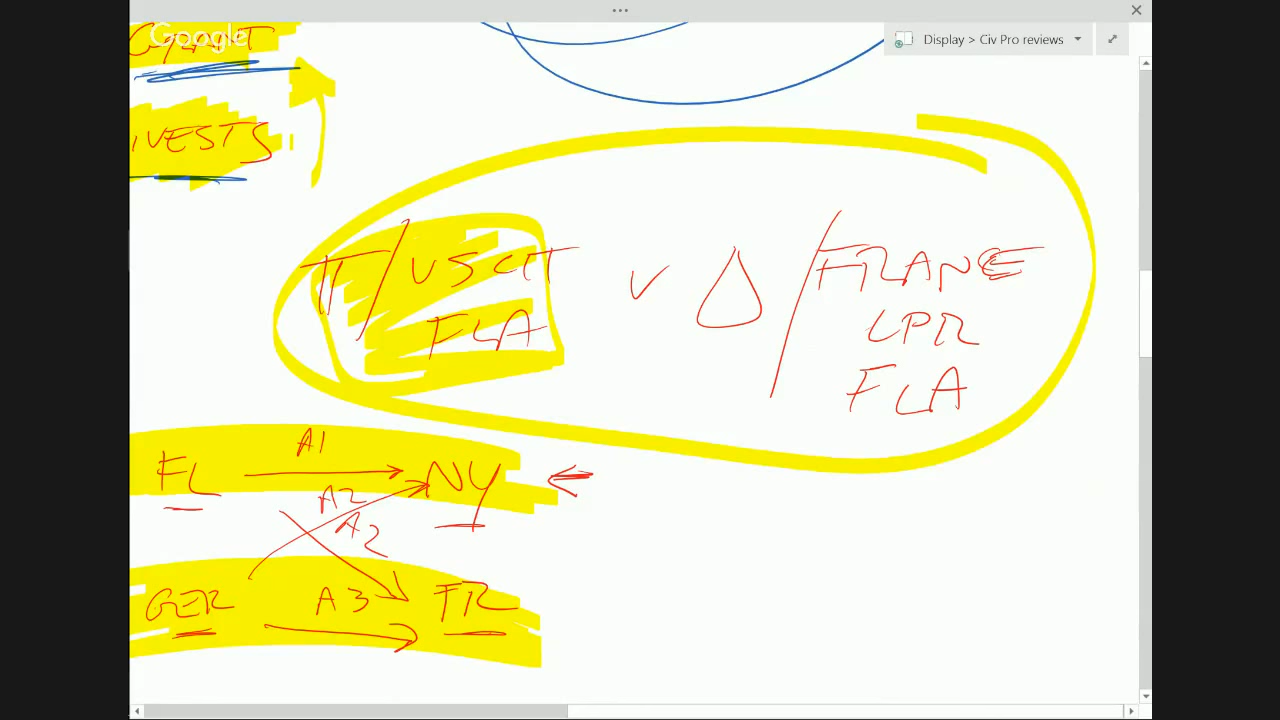 Google
Display > Civ Pro reviews
π / US CIT v Δ / FRANCE
FLA LPR
FLA
FL A1 NY
A2
A2
GER A3 FR